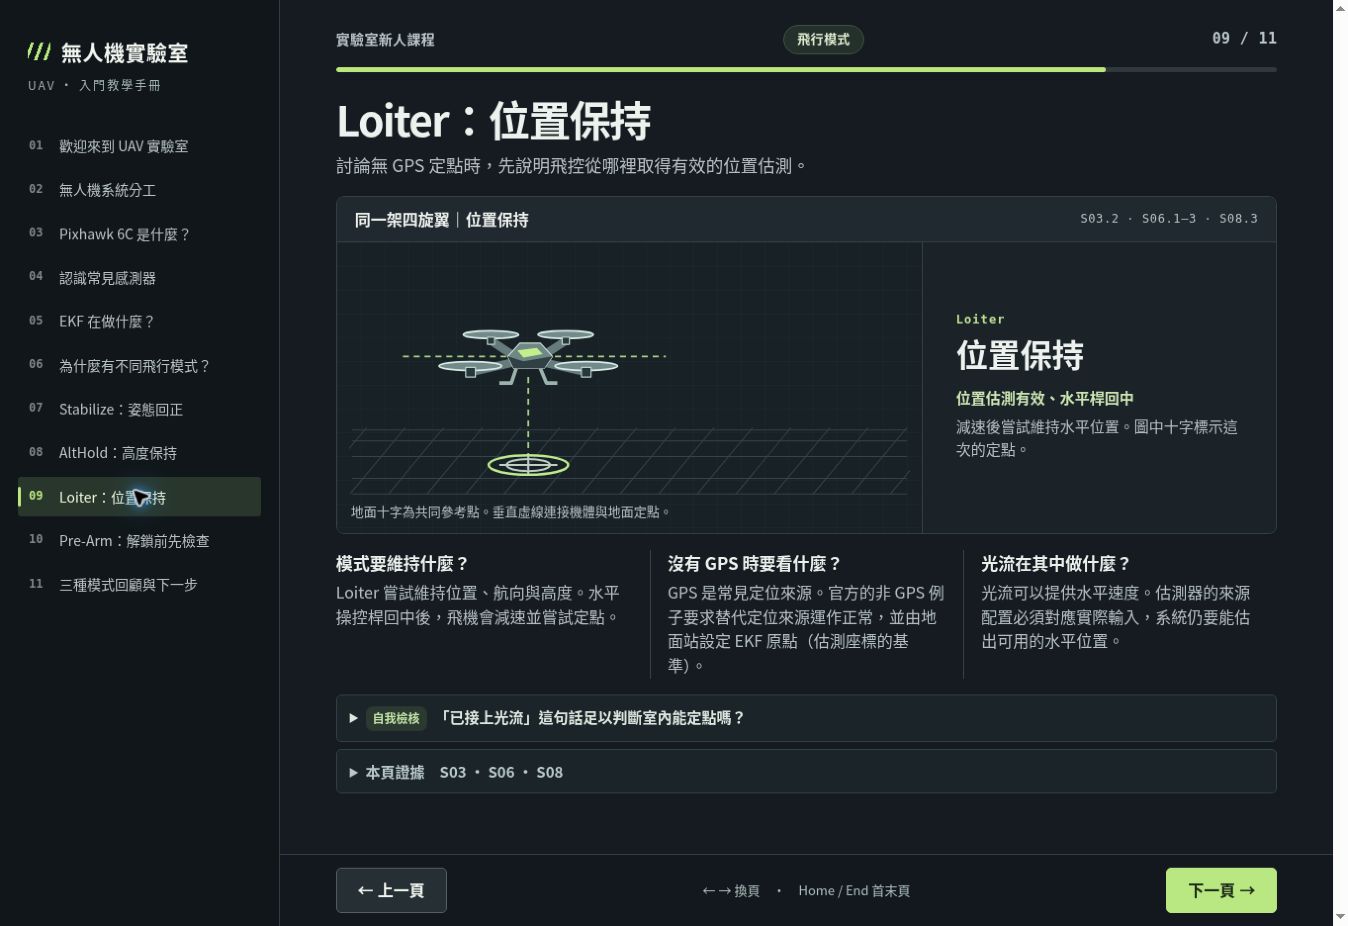 無人機實驗室
UAV · 入門教學手冊
01 歡迎來到 UAV 實驗室
02 無人機系統分工
03 Pixhawk 6C 是什麼？
04 認識常見感測器
05 EKF 在做什麼？
06 為什麼有不同飛行模式？
07 Stabilize：姿態回正
08 AltHold：高度保持
09 Loiter：位置保持
10 Pre-Arm：解鎖前先檢查
11 三種模式回顧與下一步
實驗室新人課程
飛行模式
09 / 11
Loiter：位置保持
討論無 GPS 定點時，先說明飛控從哪裡取得有效的位置估測。
同一架四旋翼｜位置保持
S03.2 · S06.1–3 · S08.3
地面十字為共同參考點。垂直虛線連接機體與地面定點。
Loiter
位置保持
位置估測有效、水平桿回中
減速後嘗試維持水平位置。圖中十字標示這
次的定點。
模式要維持什麼？
Loiter 嘗試維持位置、航向與高度。水平
操控桿回中後，飛機會減速並嘗試定點。
沒有 GPS 時要看什麼？
GPS 是常見定位來源。官方的非 GPS 例
子要求替代定位來源運作正常，並由地
面站設定 EKF 原點（估測座標的基
準）。
光流在其中做什麼？
光流可以提供水平速度。估測器的來源
配置必須對應實際輸入，系統仍要能估
出可用的水平位置。
▶ 自我檢核 「已接上光流」這句話足以判斷室內能定點嗎？
▶ 本頁證據 S03 · S06 · S08
← 上一頁
← → 換頁 · Home / End 首末頁
下一頁 →